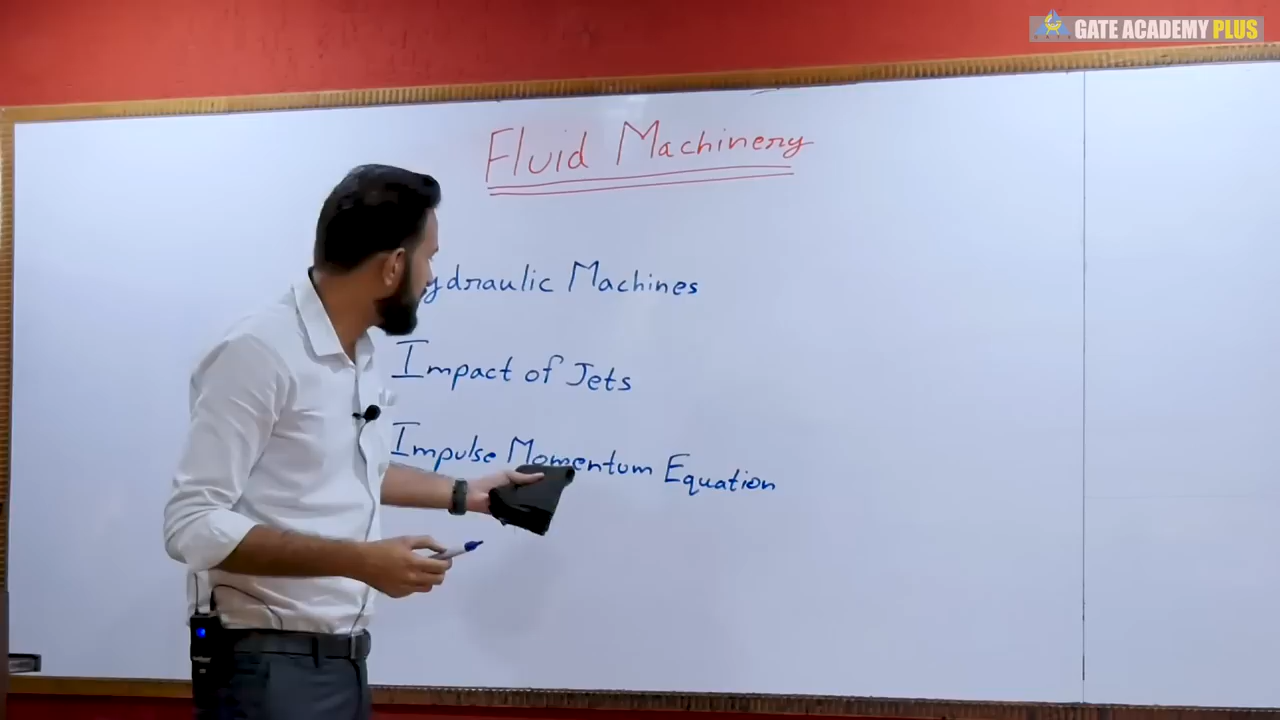 GATE ACADEMY PLUS
Fluid Machinery
ydraulic Machines
Impact of Jets
Impulse Momentum Equation